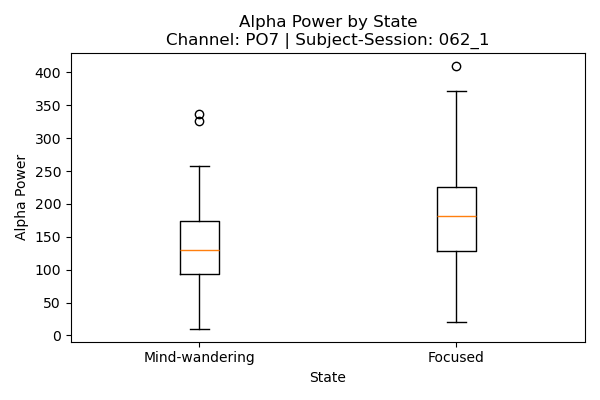 Alpha Power by State
Channel: PO7 | Subject-Session: 062_1
Alpha Power
400
350
300
250
200
150
100
50
0
Mind-wandering
Focused
State